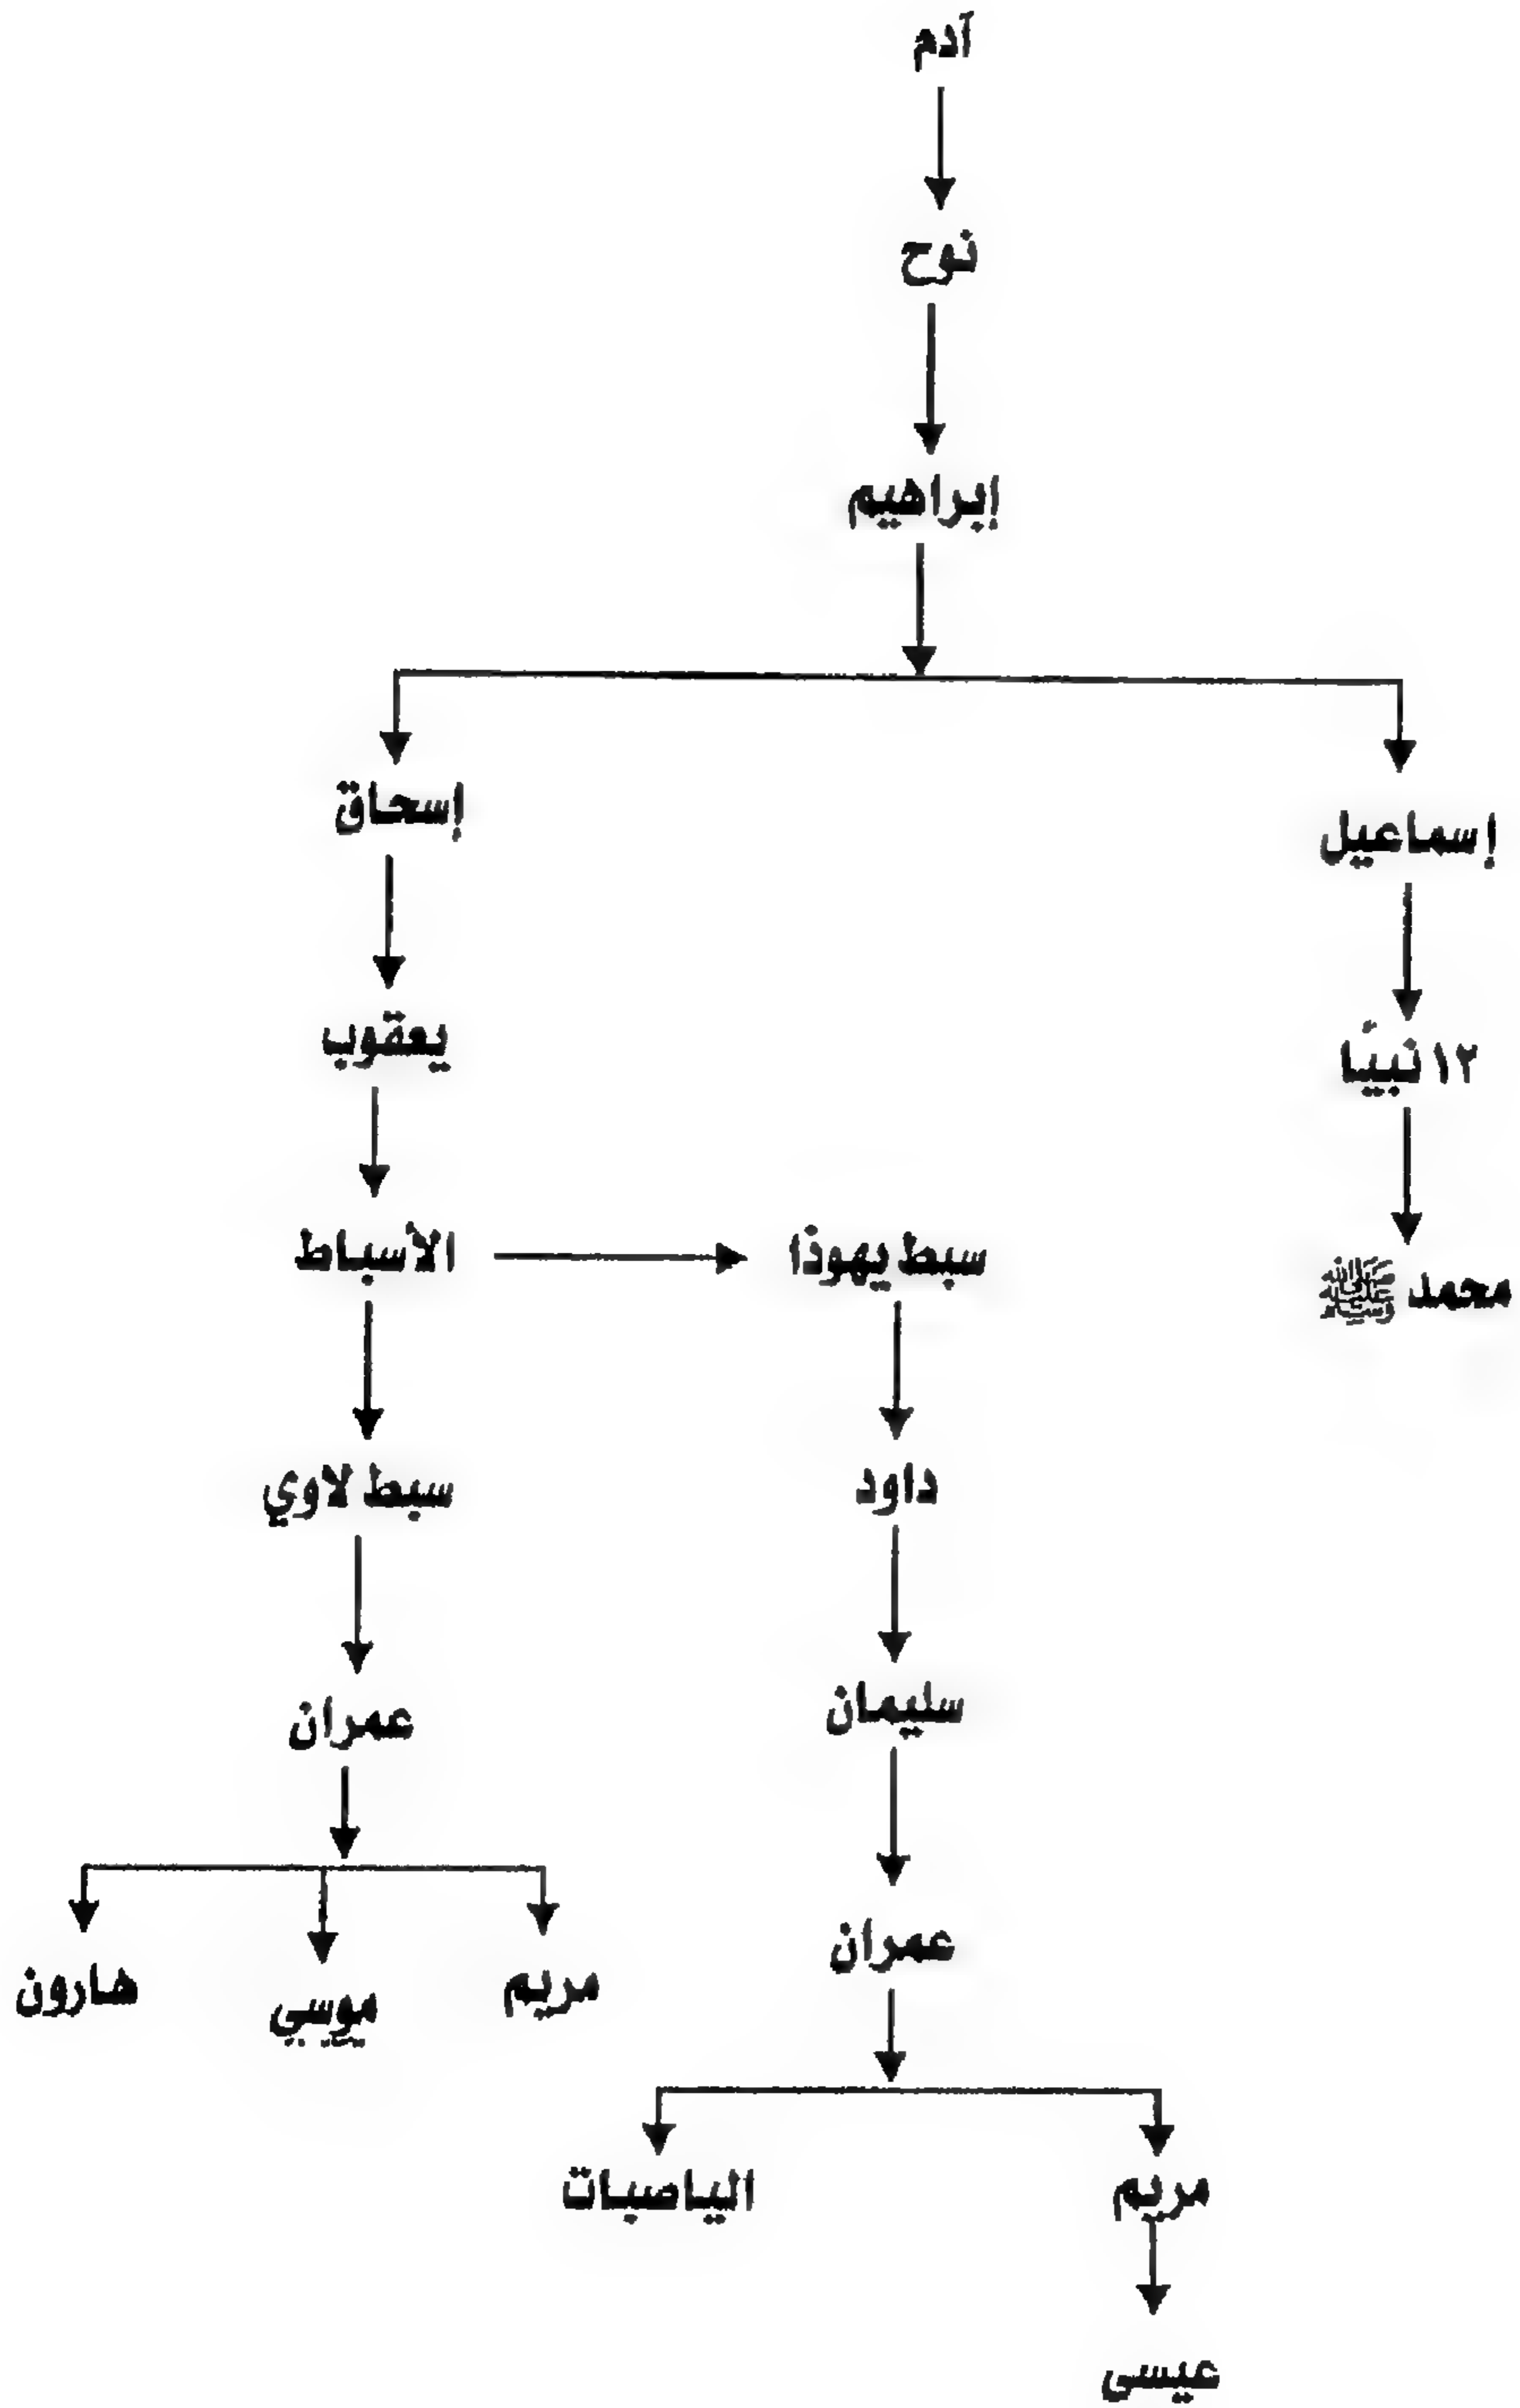 آدم
نوح
إبراهيم
إسماعيل
إسحاق
١٢ نبيًا
يعقوب
محمد ﷺ
سبط يهوذا
الأسباط
داود
سبط لاوي
سليمان
عمران
عمران
مريم
موسي
هارون
مريم
الياصبات
عيسى